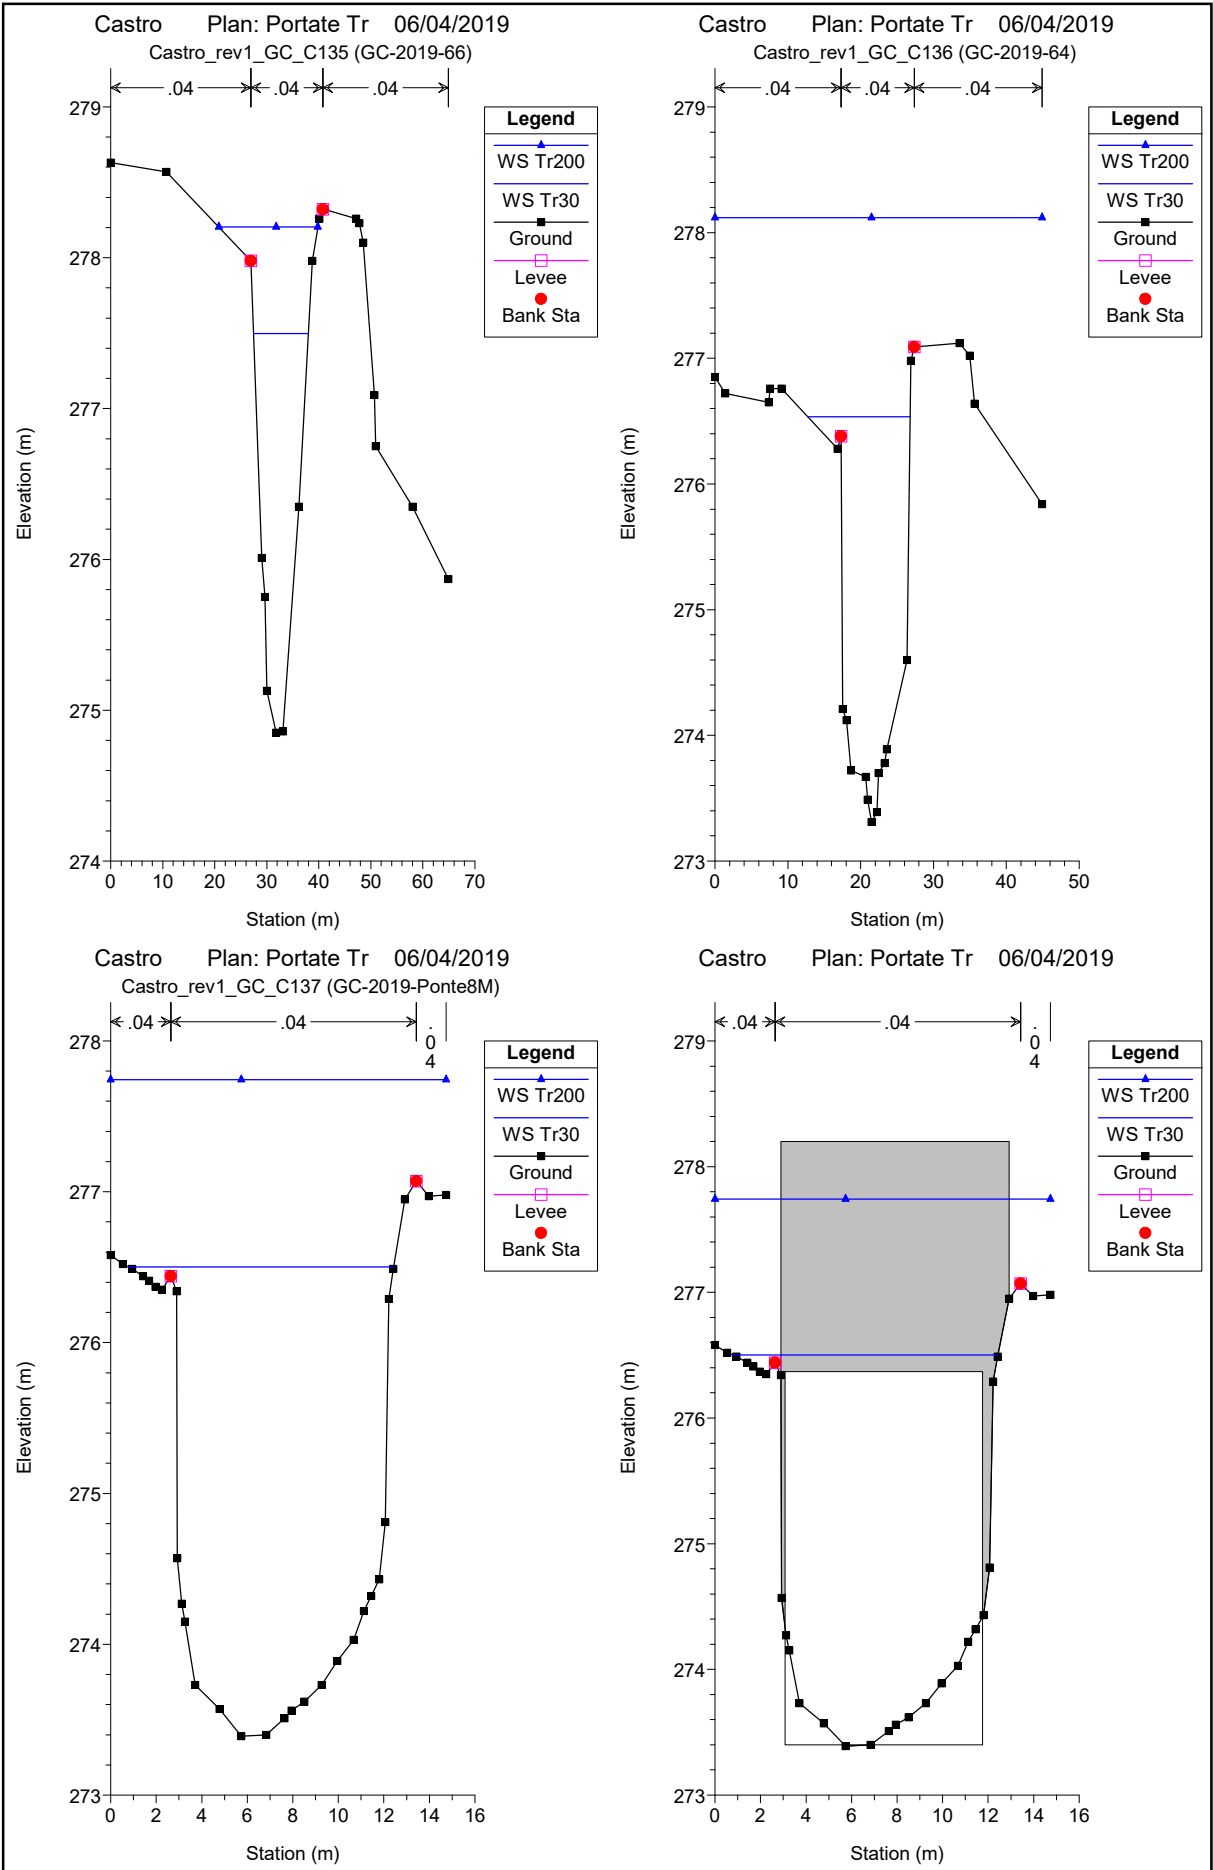 Castro Plan: Portate Tr 06/04/2019
Castro_rev1_GC_C135 (GC-2019-66)
.04 .04 .04
Legend
WS Tr200
WS Tr30
Ground
Levee
Bank Sta
279
278
277
276
275
274
Elevation (m)
0 10 20 30 40 50 60 70
Station (m)
Castro Plan: Portate Tr 06/04/2019
Castro_rev1_GC_C136 (GC-2019-64)
.04 .04 .04
Legend
WS Tr200
WS Tr30
Ground
Levee
Bank Sta
279
278
277
276
275
274
273
Elevation (m)
0 10 20 30 40 50
Station (m)
Castro Plan: Portate Tr 06/04/2019
Castro_rev1_GC_C137 (GC-2019-Ponte8M)
.04 .04 .04
Legend
WS Tr200
WS Tr30
Ground
Levee
Bank Sta
278
277
276
275
274
273
Elevation (m)
0 2 4 6 8 10 12 14 16
Station (m)
Castro Plan: Portate Tr 06/04/2019
.04 .04 .04
Legend
WS Tr200
WS Tr30
Ground
Levee
Bank Sta
279
278
277
276
275
274
273
Elevation (m)
0 2 4 6 8 10 12 14 16
Station (m)